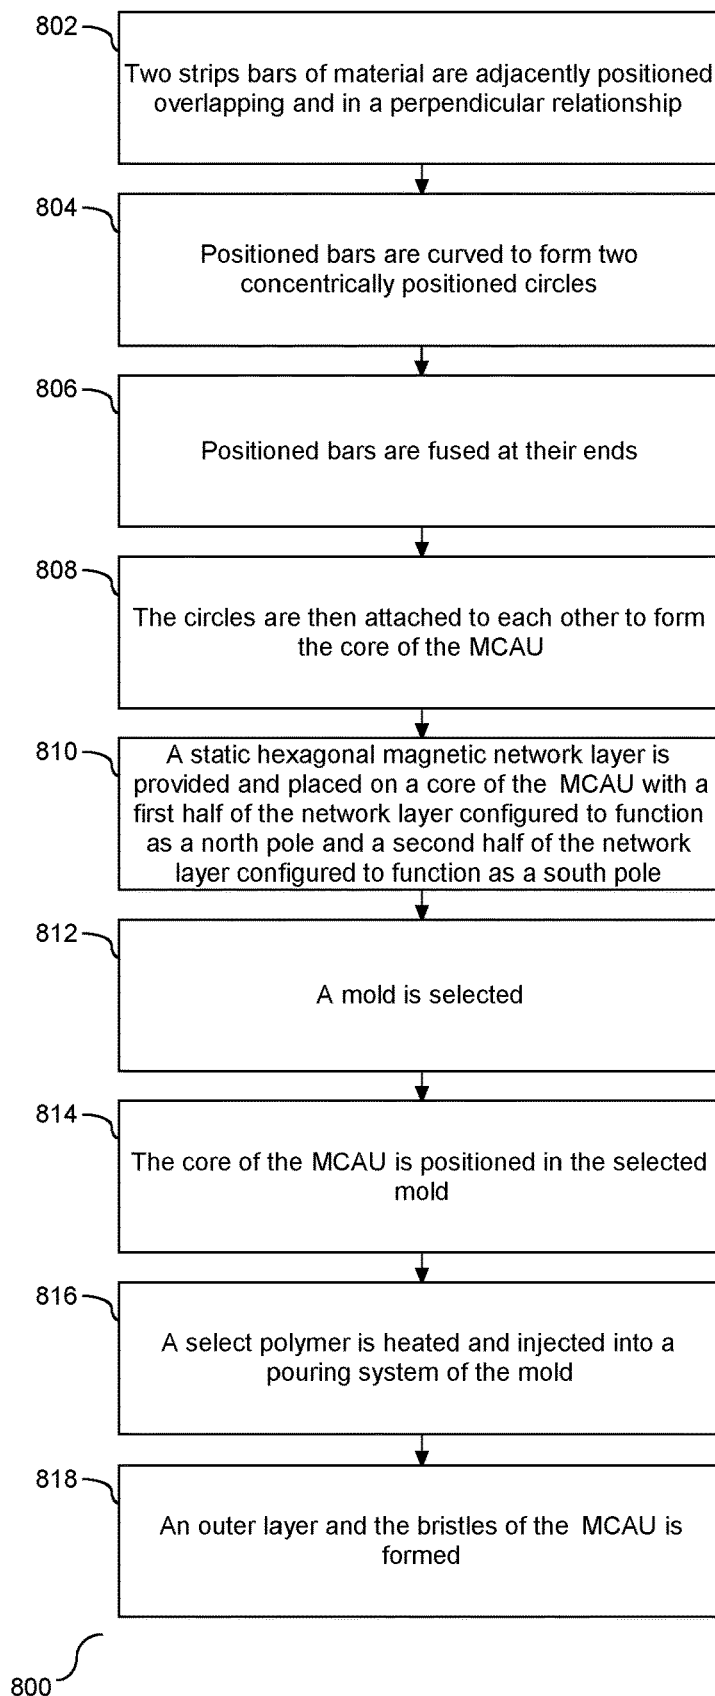 802
Two strips bars of material are adjacently positioned
overlapping and in a perpendicular relationship
804
Positioned bars are curved to form two
concentrically positioned circles
806
Positioned bars are fused at their ends
808
The circles are then attached to each other to form
the core of the MCAU
810
A static hexagonal magnetic network layer is
provided and placed on a core of the MCAU with a
first half of the network layer configured to function
as a north pole and a second half of the network
layer configured to function as a south pole
812
A mold is selected
814
The core of the MCAU is positioned in the selected
mold
816
A select polymer is heated and injected into a
pouring system of the mold
818
An outer layer and the bristles of the MCAU is
formed
800